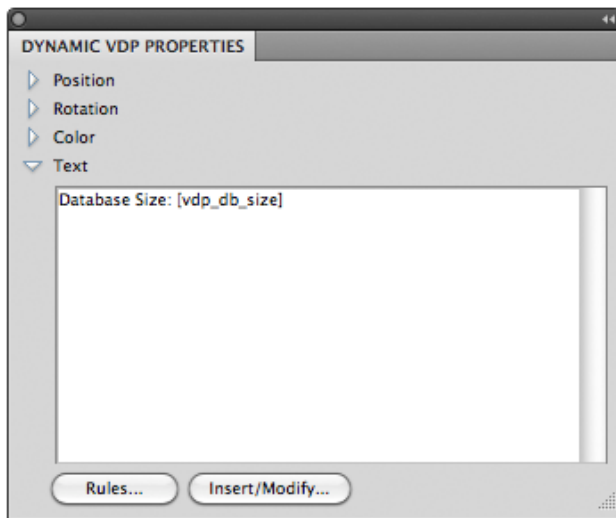 DYNAMIC VDP PROPERTIES
Position
Rotation
Color
Text
Database Size: [vdp_db_size]
Rules... Insert/Modify...